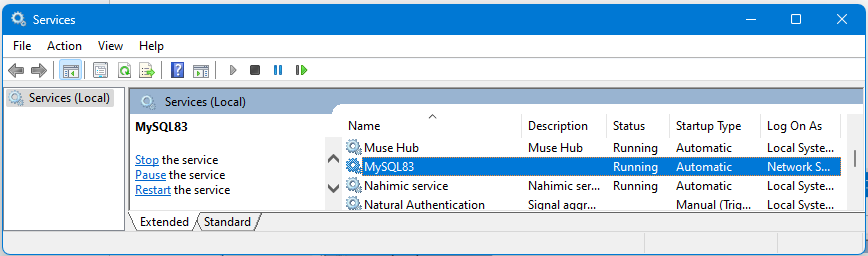 Services
File Action View Help
Services (Local)
Services (Local)
MySQL83
Stop the service
Pause the service
Restart the service
Name Description Status Startup Type Log On As
Muse Hub Muse Hub Running Automatic Local Syste...
MySQL83 Running Automatic Network S...
Nahimic service Nahimic ser... Running Automatic Local Syste...
Natural Authentication Signal aggr... Manual (Trig... Local Syste...
Extended Standard